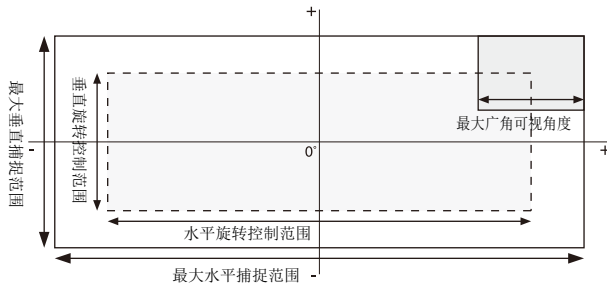 +
最大垂直捕捉范围
垂直旋转控制范围
最大广角可视角度
-
0°
+
水平旋转控制范围
最大水平捕捉范围
-